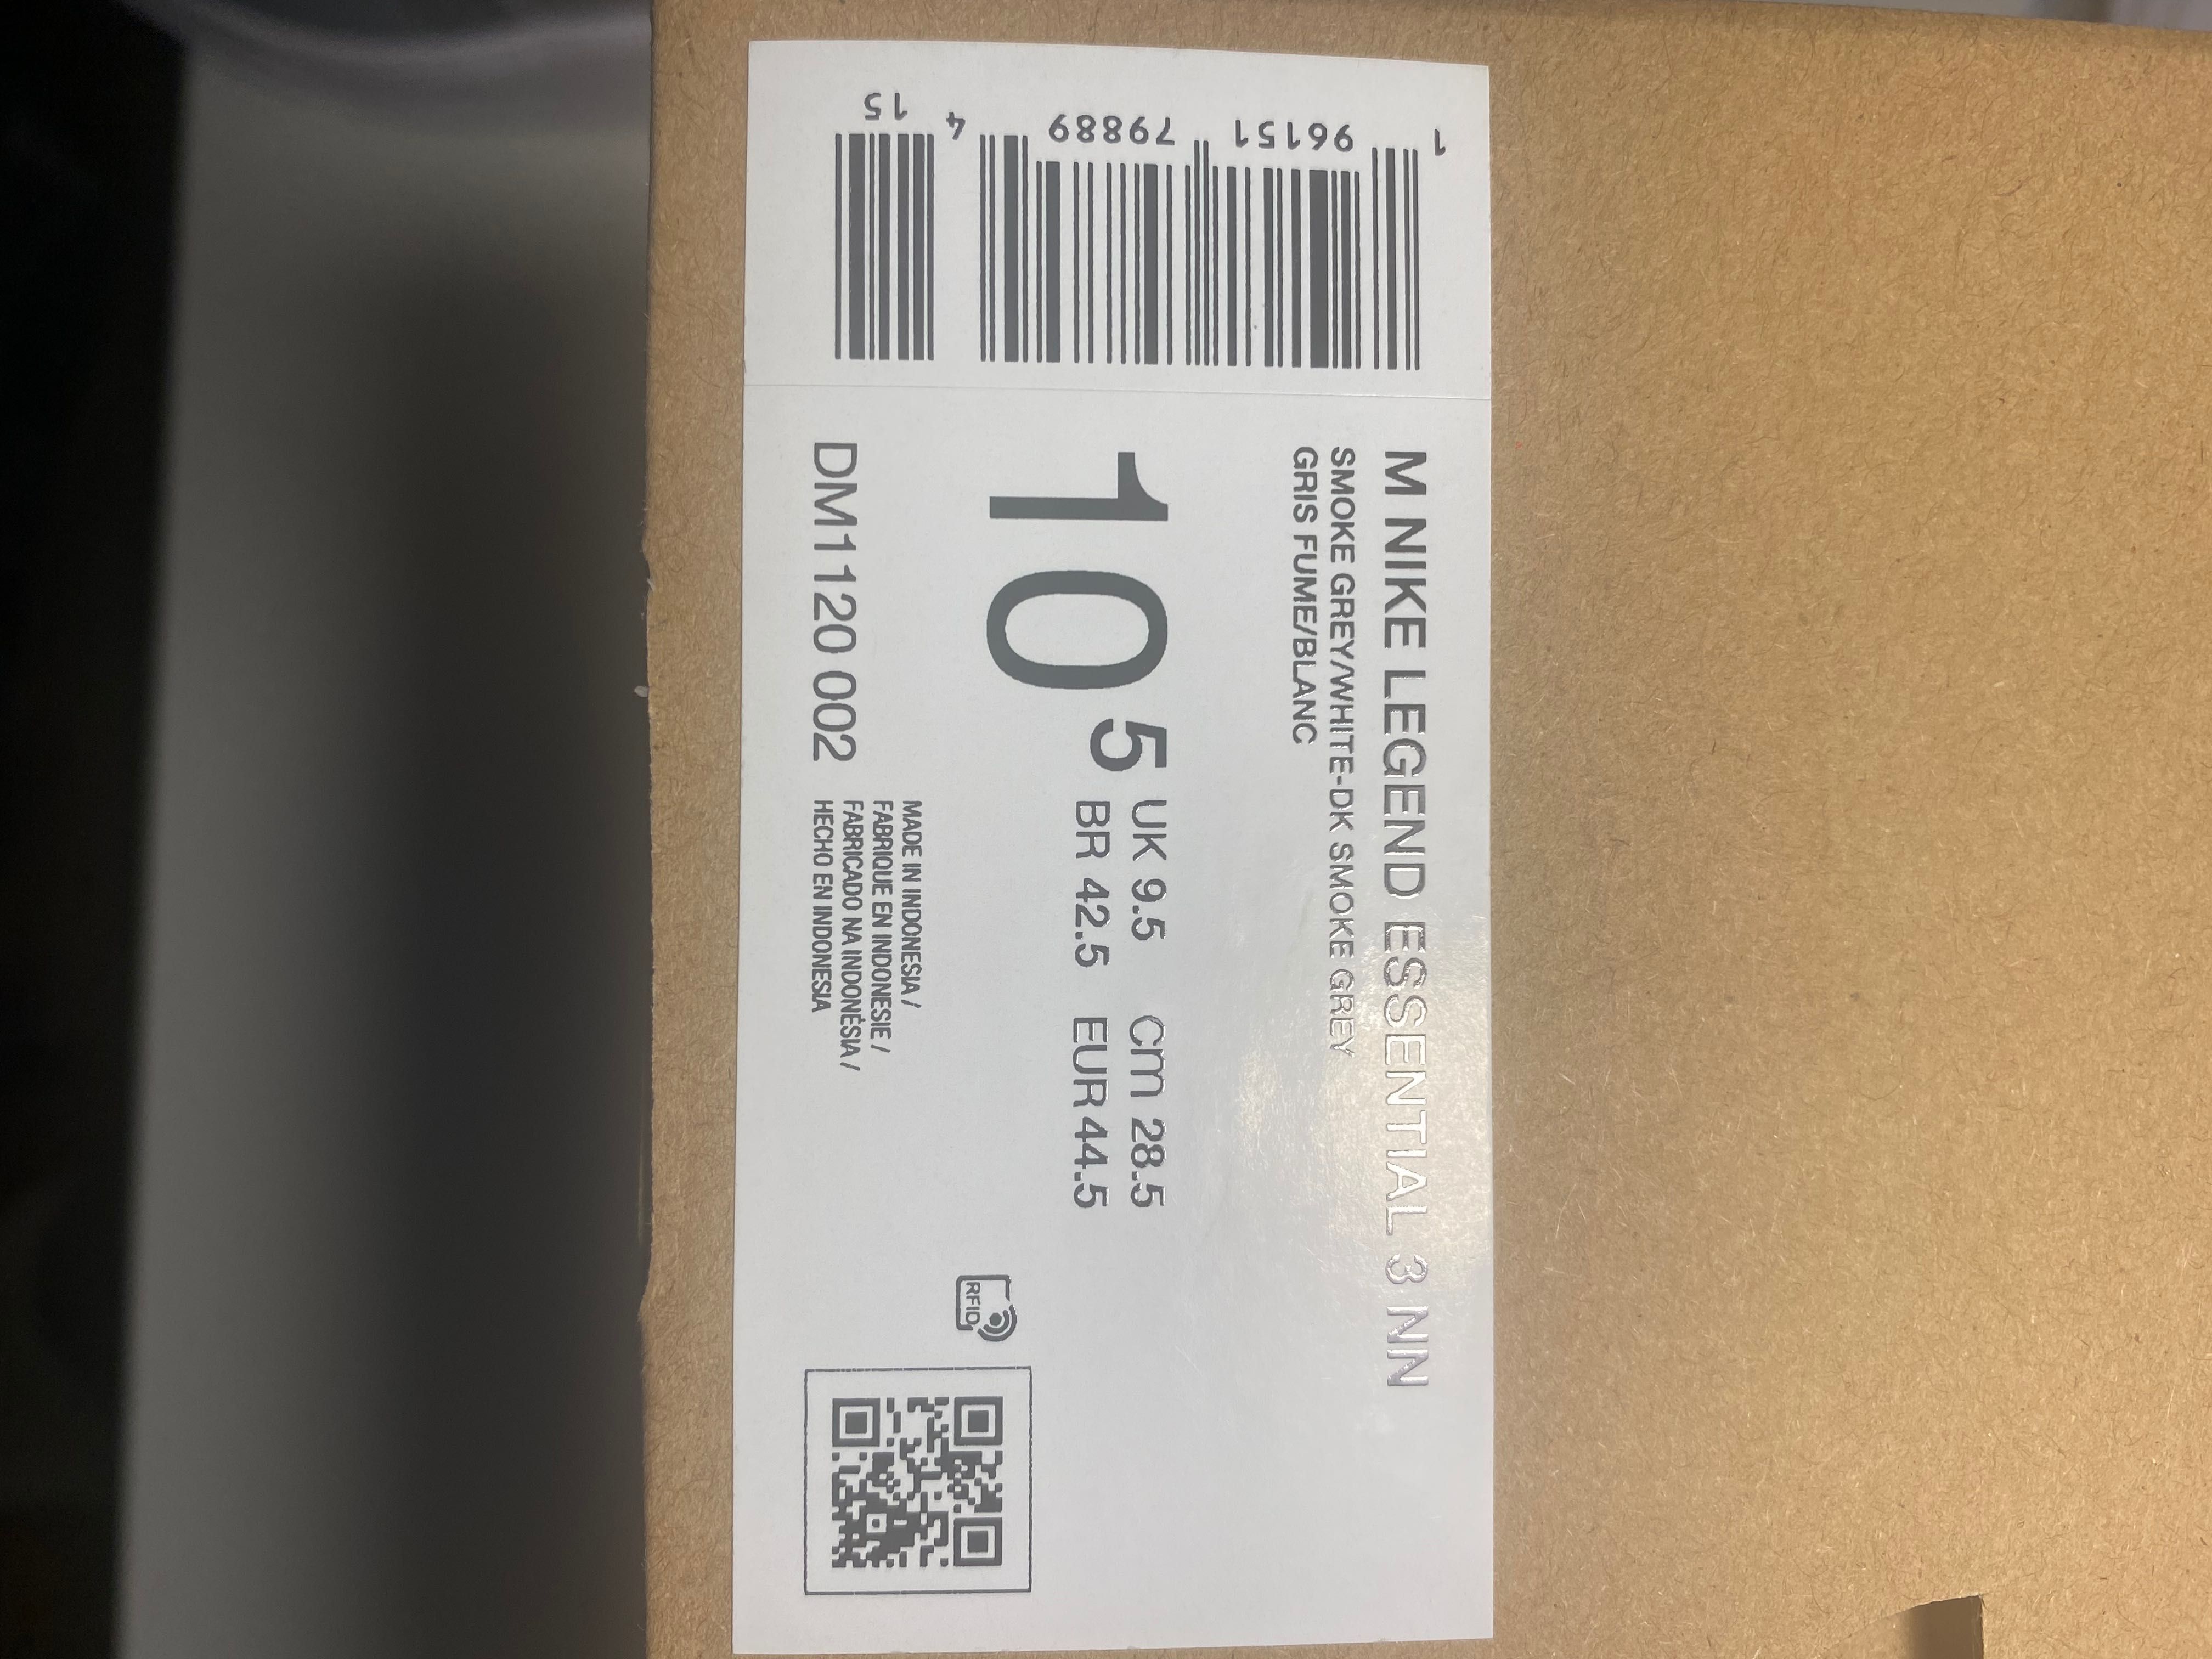 M NIKE LEGEND ESSENTIAL 3 NN
SMOKE GREY/WHITE-DK SMOKE GREY
GRIS FUME/BLANC
10 5
UK 9.5 cm 28.5
BR 42.5 EUR 44.5
DM1120 002
MADE IN INDONESIA /
FABRIQUE EN INDONESIE /
FABRICADO NA INDONÉSIA /
HECHO EN INDONESIA
RFID
1 96151 79889 4 15